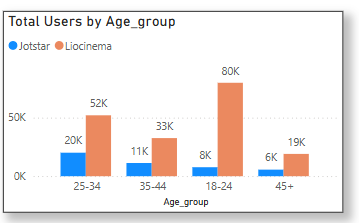 Total Users by Age_group
Jotstar Liocinema
80K
52K
50K
33K
20K
19K
11K
8K
6K
0K
25-34 35-44 18-24 45+
Age_group